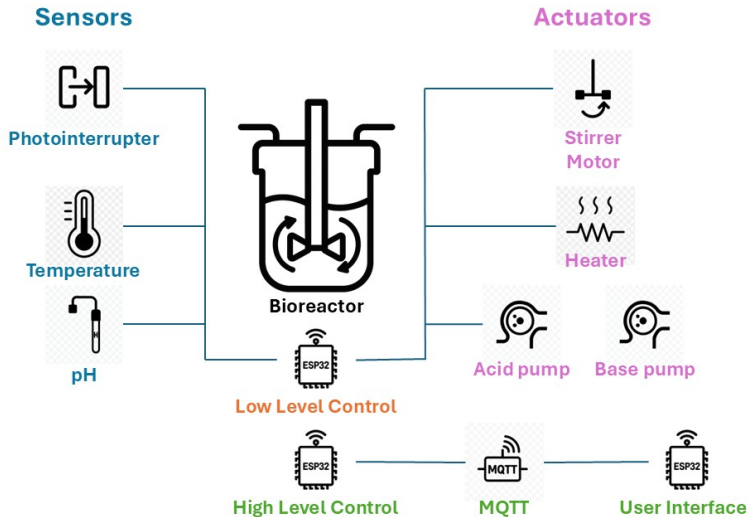 Sensors
Actuators
Photointerrupter
Stirrer
Motor
Temperature
Heater
Bioreactor
pH
ESP32
Acid pump
Base pump
Low Level Control
ESP32
MQTT
ESP32
High Level Control
MQTT
User Interface